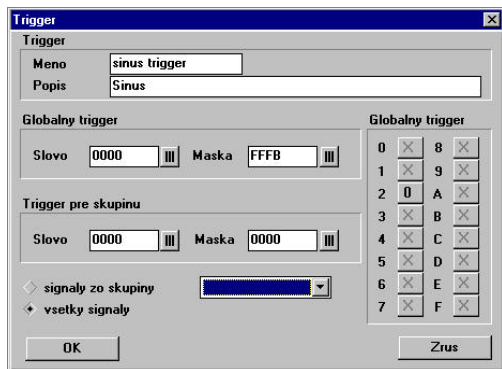 Trigger
Trigger
Meno sinus trigger
Popis Sinus
Globalny trigger
Slovo 0000 Maska FFFB
Trigger pre skupinu
Slovo 0000 Maska 0000
signaly zo skupiny
vsetky signaly
OK
Globalny trigger
0 X 8 X
1 X 9 X
2 0 A X
3 X B X
4 X C X
5 X D X
6 X E X
7 X F X
Zrus